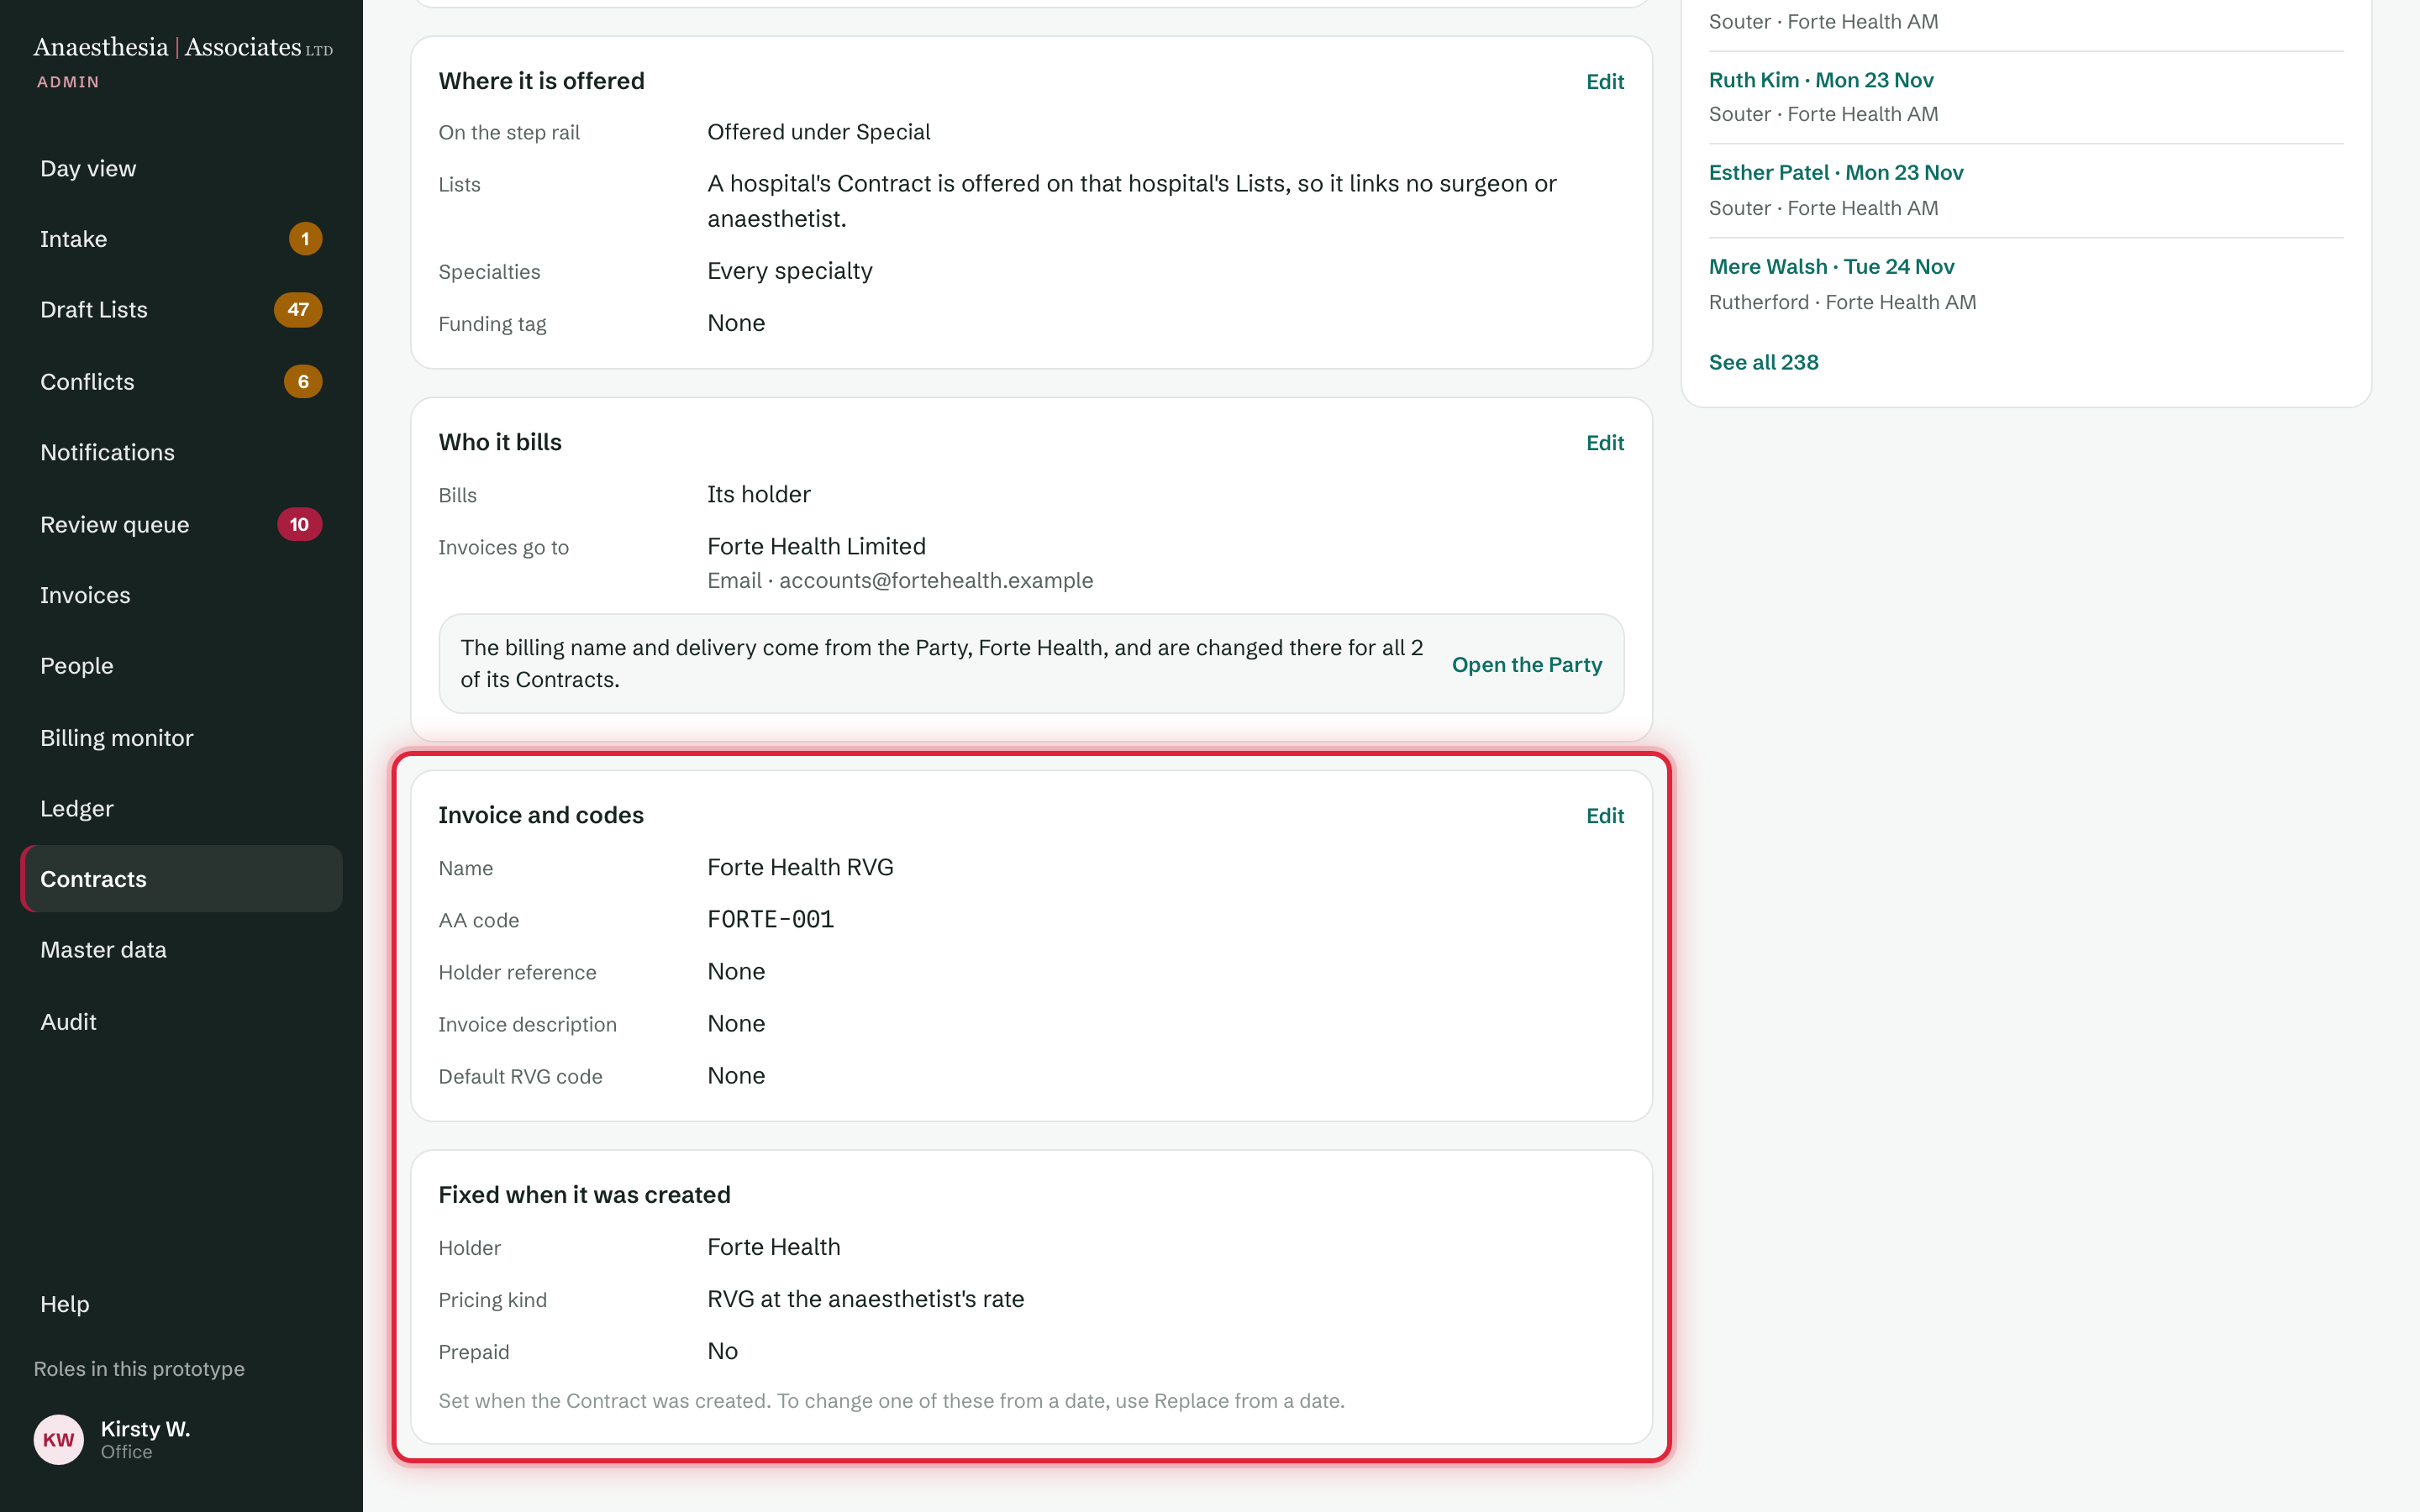 Anaesthesia | Associates LTD
ADMIN
Day view
Intake 1
Draft Lists 47
Conflicts 6
Notifications
Review queue 10
Invoices
People
Billing monitor
Ledger
Contracts
Master data
Audit
Help
Roles in this prototype
KW
Kirsty W.
Office
Where it is offered Edit
On the step rail Offered under Special
Lists A hospital's Contract is offered on that hospital's Lists, so it links no surgeon or
anaesthetist.
Specialties Every specialty
Funding tag None
Who it bills Edit
Bills Its holder
Invoices go to Forte Health Limited
Email · accounts@fortehealth.example
The billing name and delivery come from the Party, Forte Health, and are changed there for all 2
of its Contracts.
Open the Party
Invoice and codes Edit
Name Forte Health RVG
AA code FORTE-001
Holder reference None
Invoice description None
Default RVG code None
Fixed when it was created
Holder Forte Health
Pricing kind RVG at the anaesthetist's rate
Prepaid No
Set when the Contract was created. To change one of these from a date, use Replace from a date.
Souter · Forte Health AM
Ruth Kim · Mon 23 Nov
Souter · Forte Health AM
Esther Patel · Mon 23 Nov
Souter · Forte Health AM
Mere Walsh · Tue 24 Nov
Rutherford · Forte Health AM
See all 238